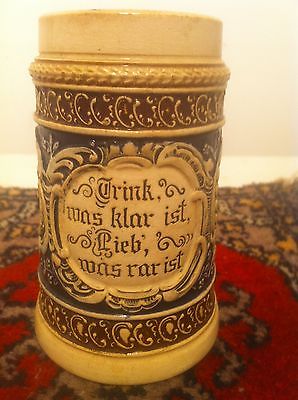 Trink,
was klar ist,
Lieb',
was rar ist